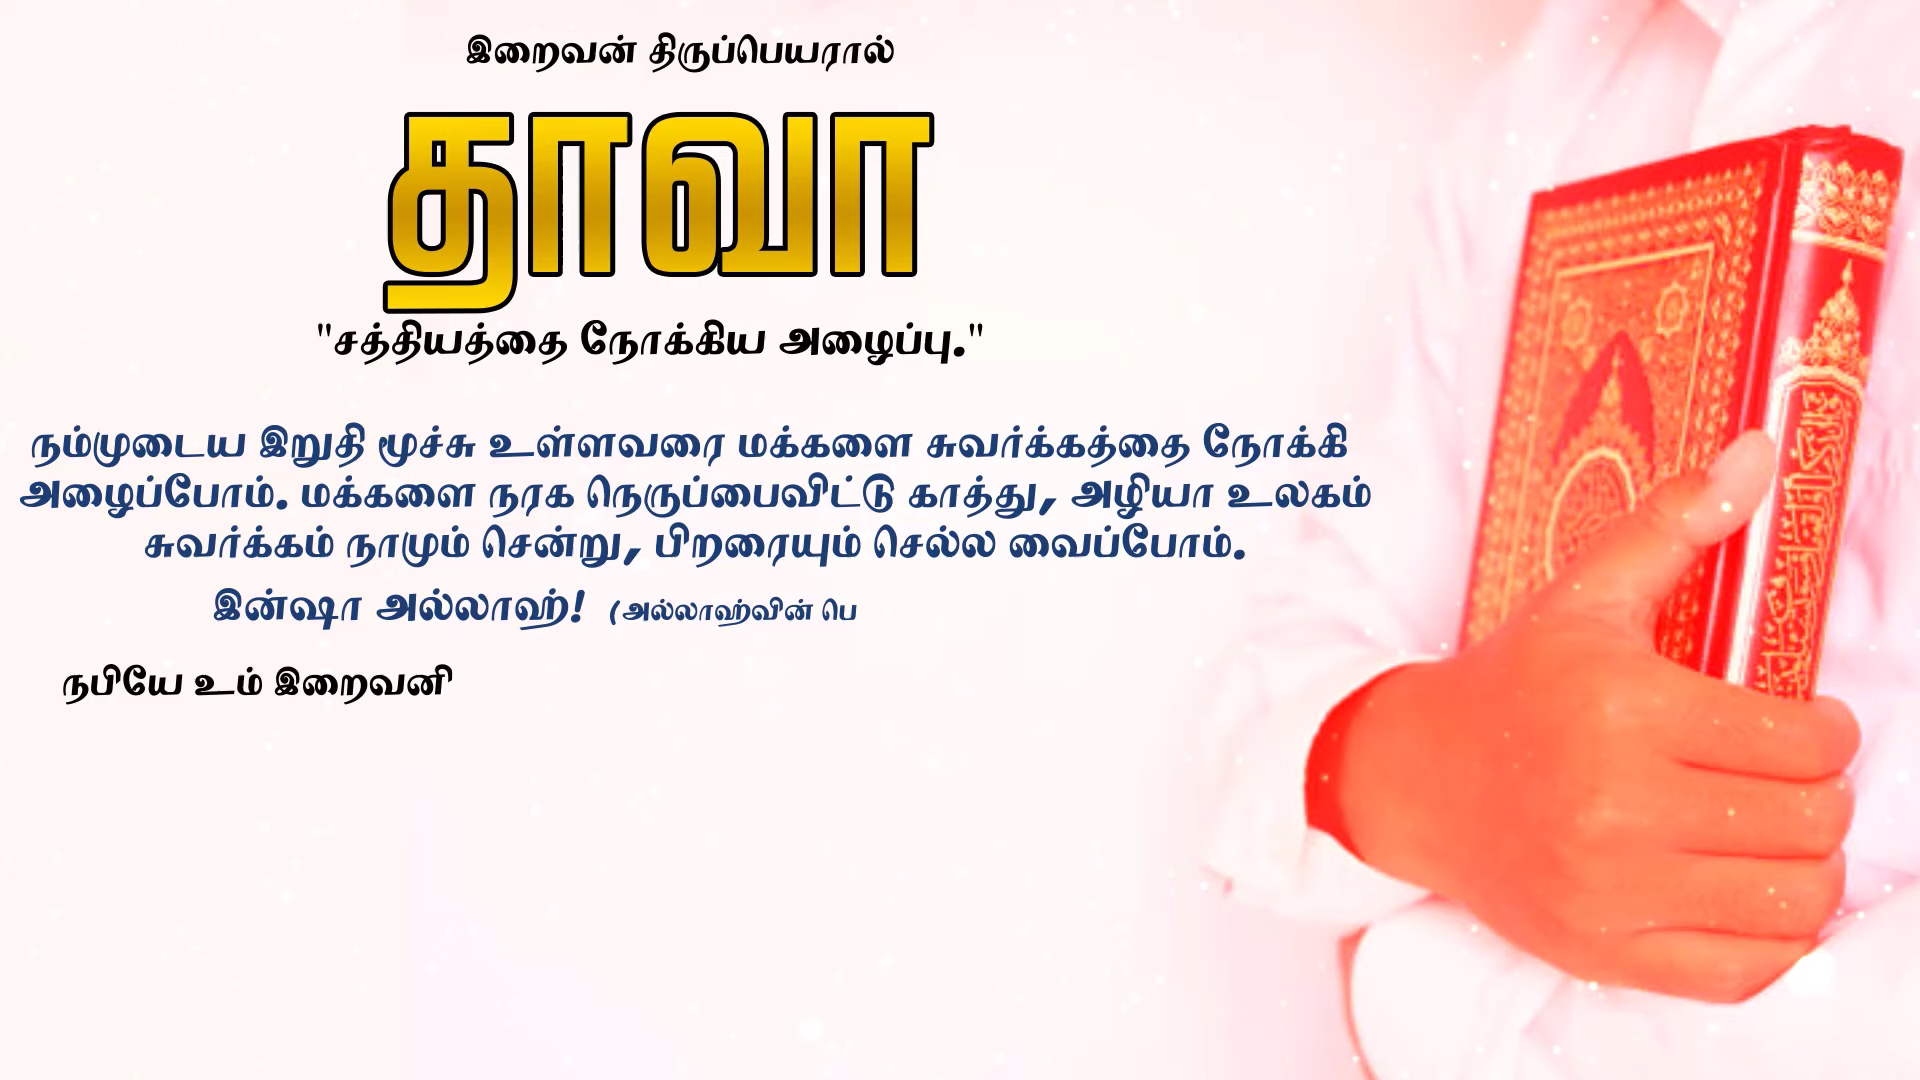 இறைவன் திருப்பெயரால்
தாவா
"சத்தியத்தை நோக்கிய அழைப்பு."
நம்முடைய இறுதி மூச்சு உள்ளவரை மக்களை சுவர்க்கத்தை நோக்கி
அழைப்போம். மக்களை நரக நெருப்பைவிட்டு காத்து, அழியா உலகம்
சுவர்க்கம் நாமும் சென்று, பிறரையும் செல்ல வைப்போம்.
இன்ஷா அல்லாஹ்! (அல்லாஹ்வின் பெ
நபியே உம் இறைவனி